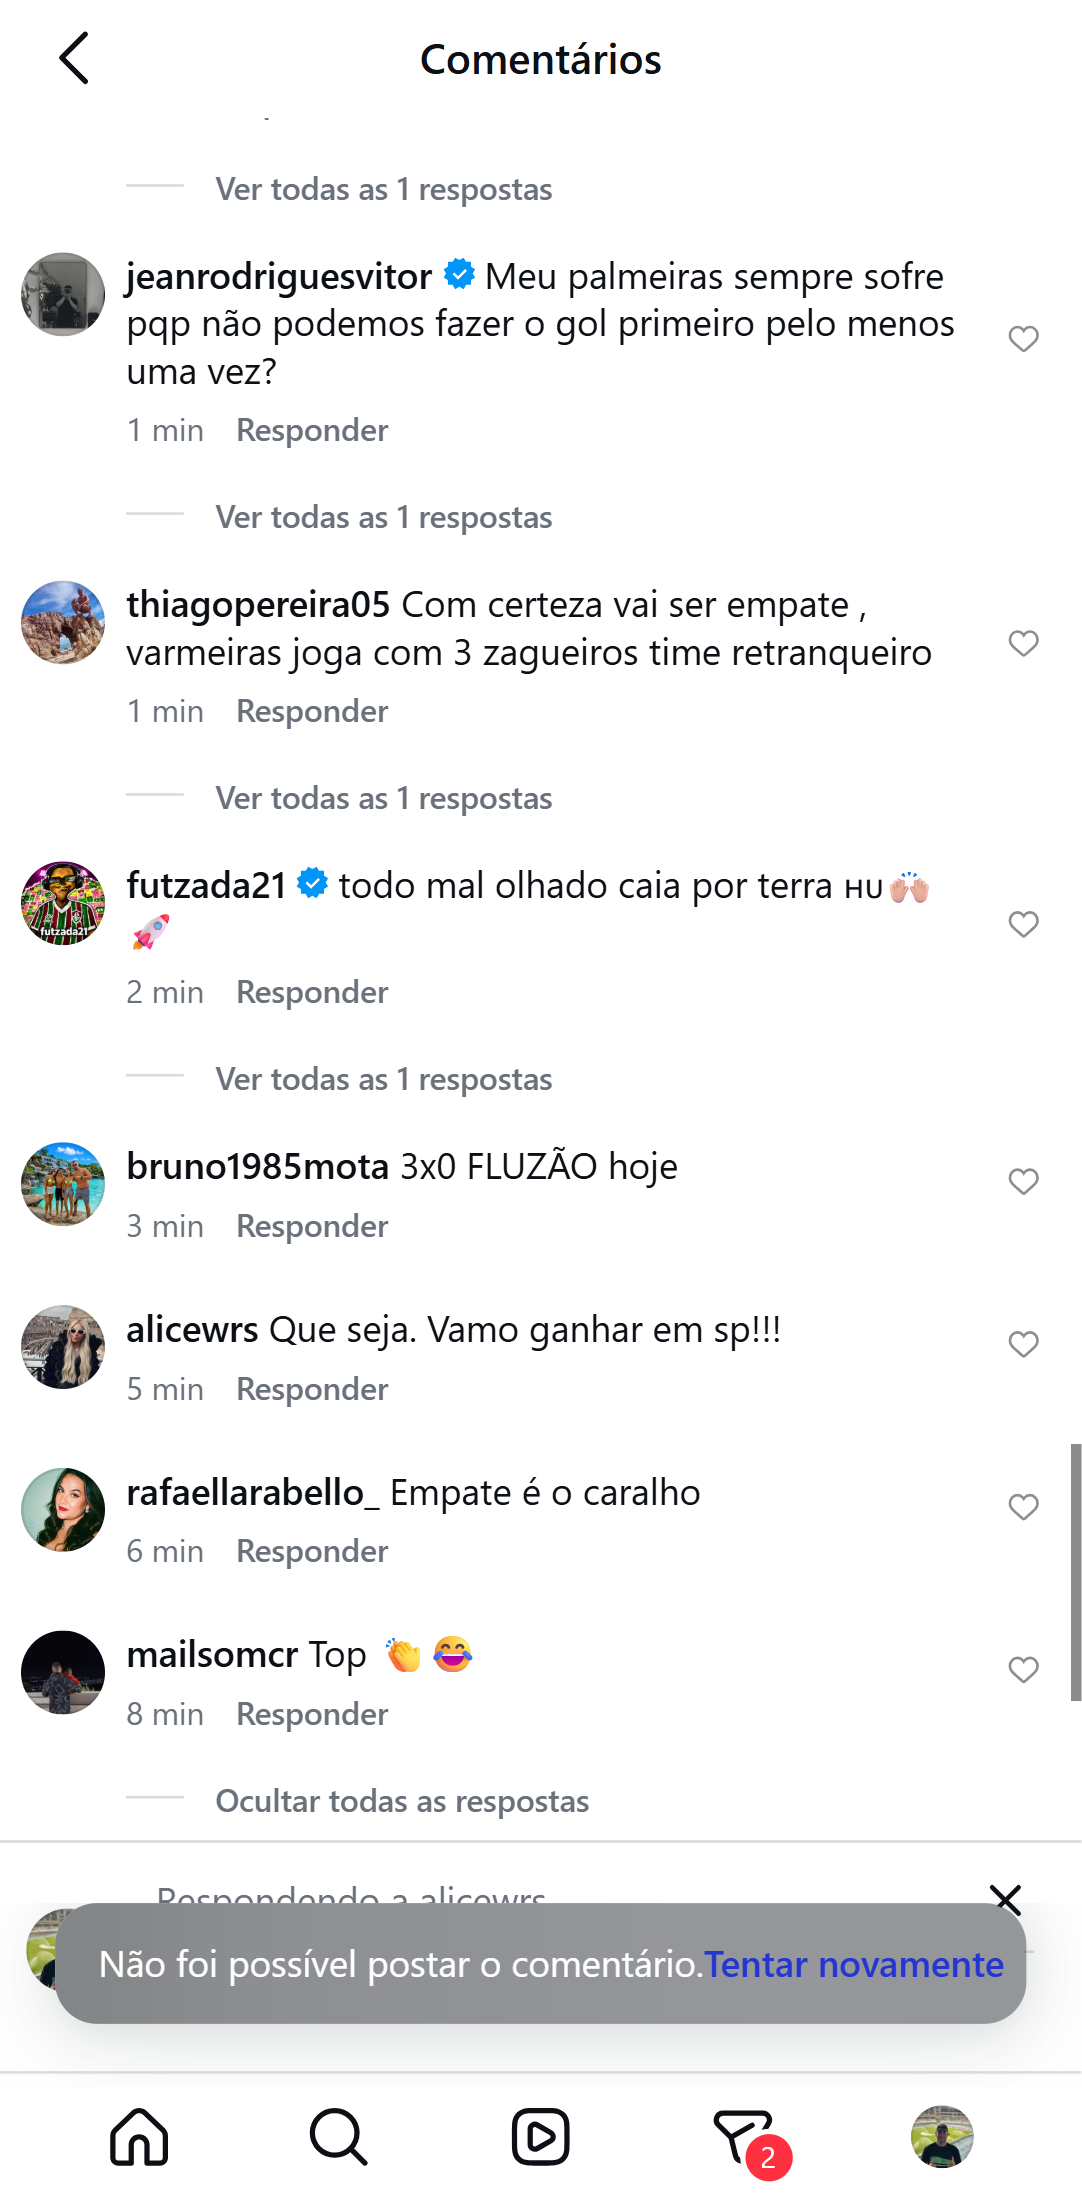 Comentários
Ver todas as 1 respostas
jeanrodriguesvitor Meu palmeiras sempre sofre
pqp não podemos fazer o gol primeiro pelo menos
uma vez?
1 min Responder
Ver todas as 1 respostas
thiagopereira05 Com certeza vai ser empate ,
varmeiras joga com 3 zagueiros time retranqueiro
1 min Responder
Ver todas as 1 respostas
futzada21 todo mal olhado caia por terra ʜᴜ🙌🏼
🚀
futzada21
2 min Responder
Ver todas as 1 respostas
bruno1985mota 3x0 FLUZÃO hoje
3 min Responder
alicewrs Que seja. Vamo ganhar em sp!!!
5 min Responder
rafaellarabello_ Empate é o caralho
6 min Responder
mailsomcr Top 👏😂
8 min Responder
Ocultar todas as respostas
Respondendo a alicewrs
Não foi possível postar o comentário.Tentar novamente
2